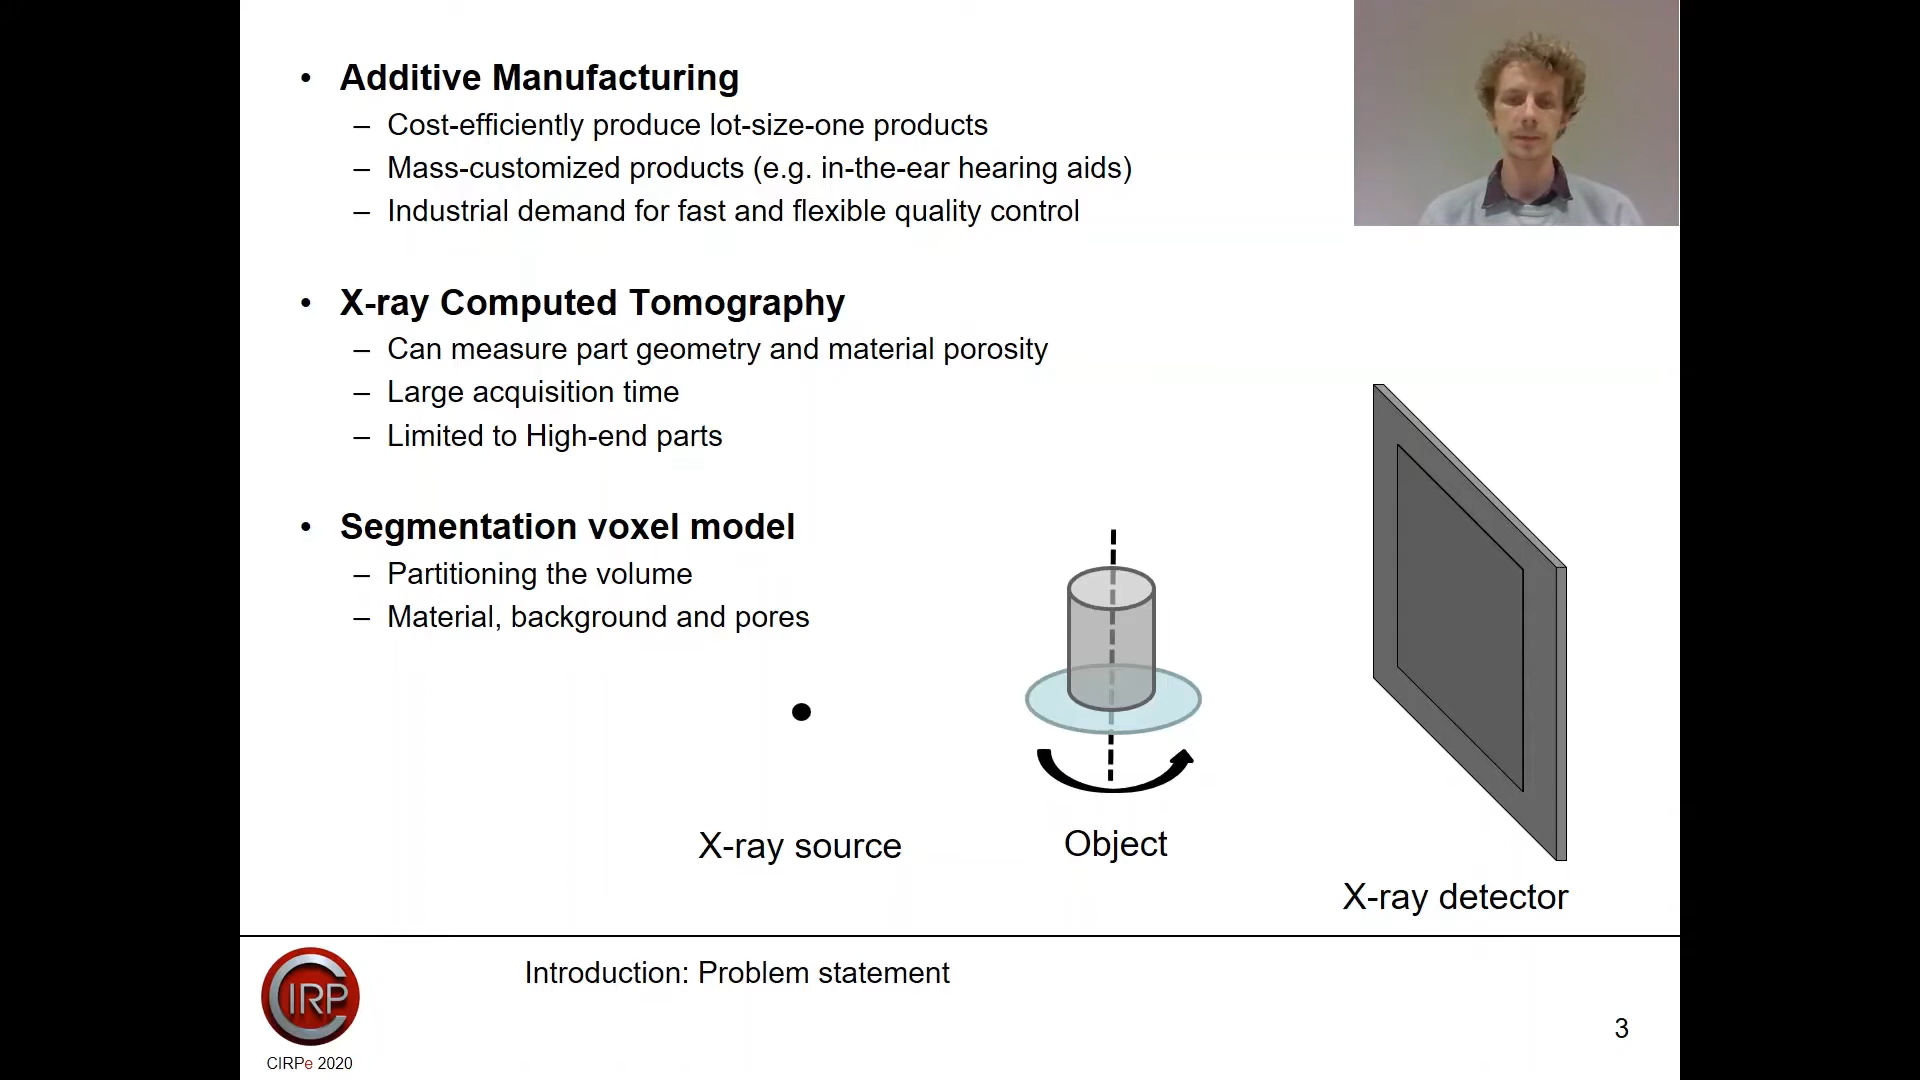 • Additive Manufacturing
– Cost-efficiently produce lot-size-one products
– Mass-customized products (e.g. in-the-ear hearing aids)
– Industrial demand for fast and flexible quality control
• X-ray Computed Tomography
– Can measure part geometry and material porosity
– Large acquisition time
– Limited to High-end parts
• Segmentation voxel model
– Partitioning the volume
– Material, background and pores
X-ray source
Object
X-ray detector
Introduction: Problem statement
CIRP
CIRPe 2020
3